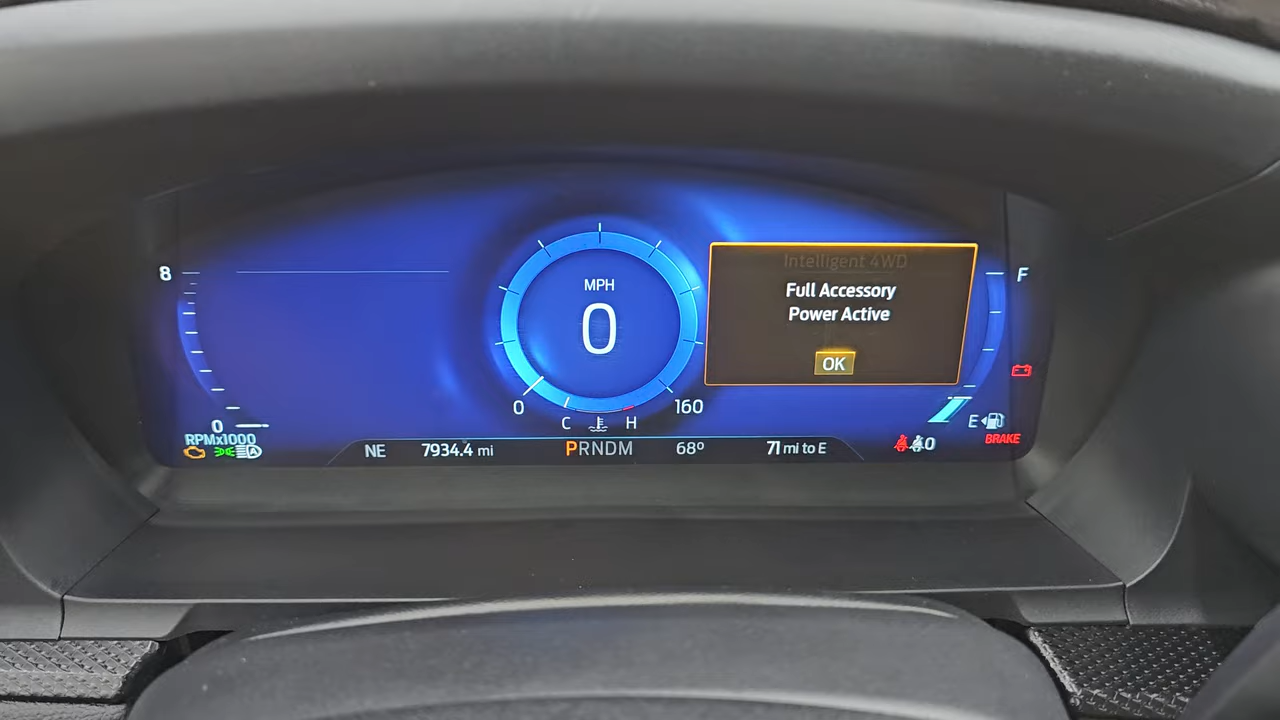 Intelligent 4WD
Full Accessory
Power Active
OK
8
0
RPMx1000
MPH
0
0
160
C
H
F
E
BRAKE
NE
7934.4 mi
PRNDM
68°
71 mi to E
0
A